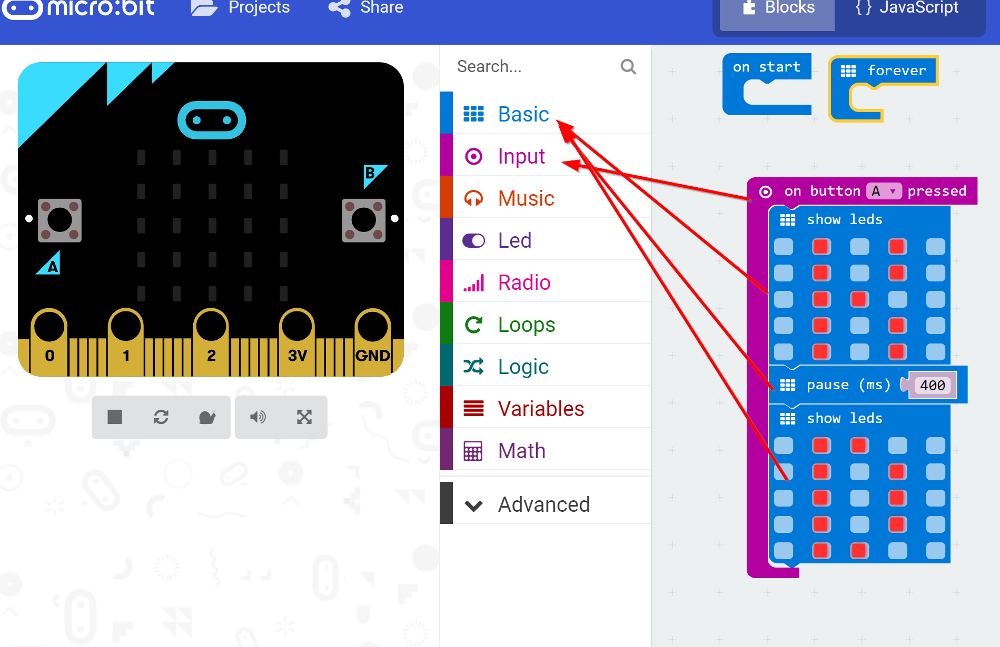 micro:bit
Projects
Share
Blocks
{ } JavaScript
B
A
0
1
2
3V
GND
Search...
Basic
Input
Music
Led
Radio
Loops
Logic
Variables
Math
Advanced
on start
forever
on button A pressed
show leds
pause (ms) 400
show leds